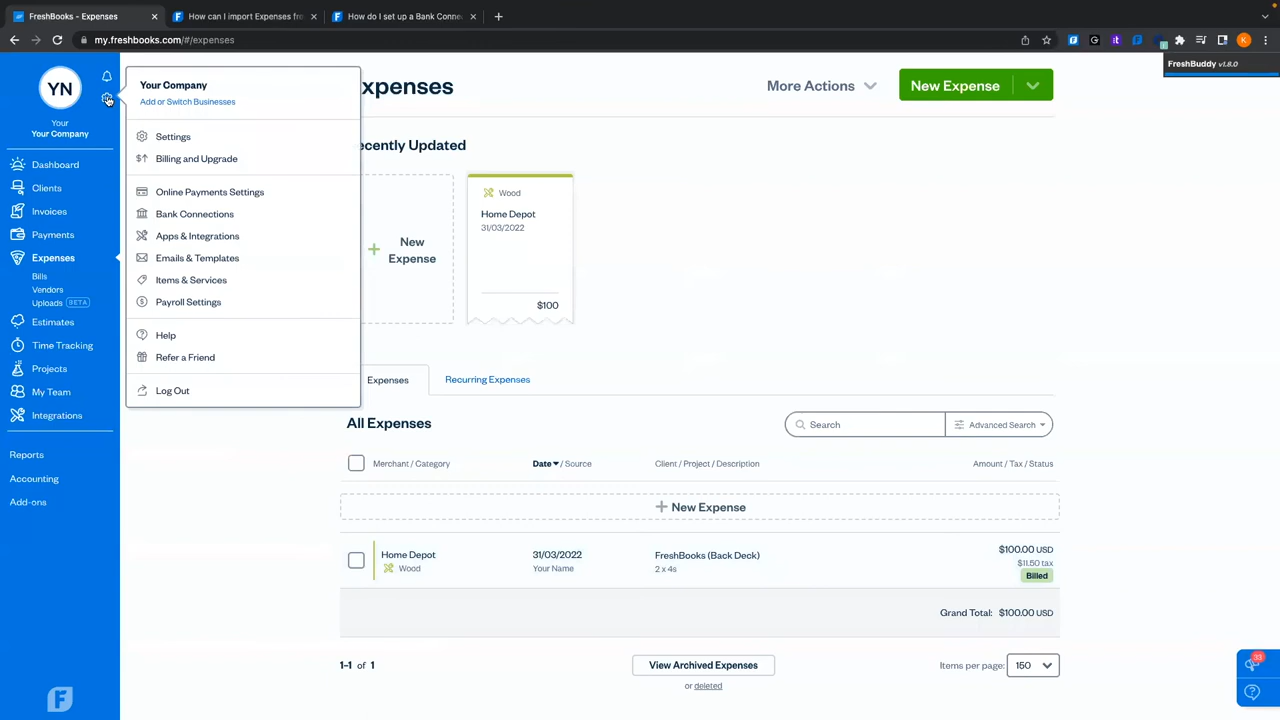 FreshBooks - Expenses
How can I import Expenses fro
How do I set up a Bank Conne
my.freshbooks.com/#/expenses
FreshBuddy v1.8.0
YN
Your
Your Company
Dashboard
Clients
Invoices
Payments
Expenses
Bills
Vendors
Uploads BETA
Estimates
Time Tracking
Projects
My Team
Integrations
Reports
Accounting
Add-ons
Your Company
Add or Switch Businesses
Settings
Billing and Upgrade
Online Payments Settings
Bank Connections
Apps & Integrations
Emails & Templates
Items & Services
Payroll Settings
Help
Refer a Friend
Log Out
xpenses
More Actions
New Expense
ecently Updated
New
Expense
Wood
Home Depot
31/03/2022
$100
Expenses
Recurring Expenses
All Expenses
Search
Advanced Search
Merchant / Category
Date / Source
Client / Project / Description
Amount / Tax / Status
New Expense
Home Depot
Wood
31/03/2022
Your Name
FreshBooks (Back Deck)
2 x 4s
$100.00 USD
$11.50 tax
Billed
Grand Total: $100.00 USD
1-1 of 1
View Archived Expenses
or deleted
Items per page: 150
33